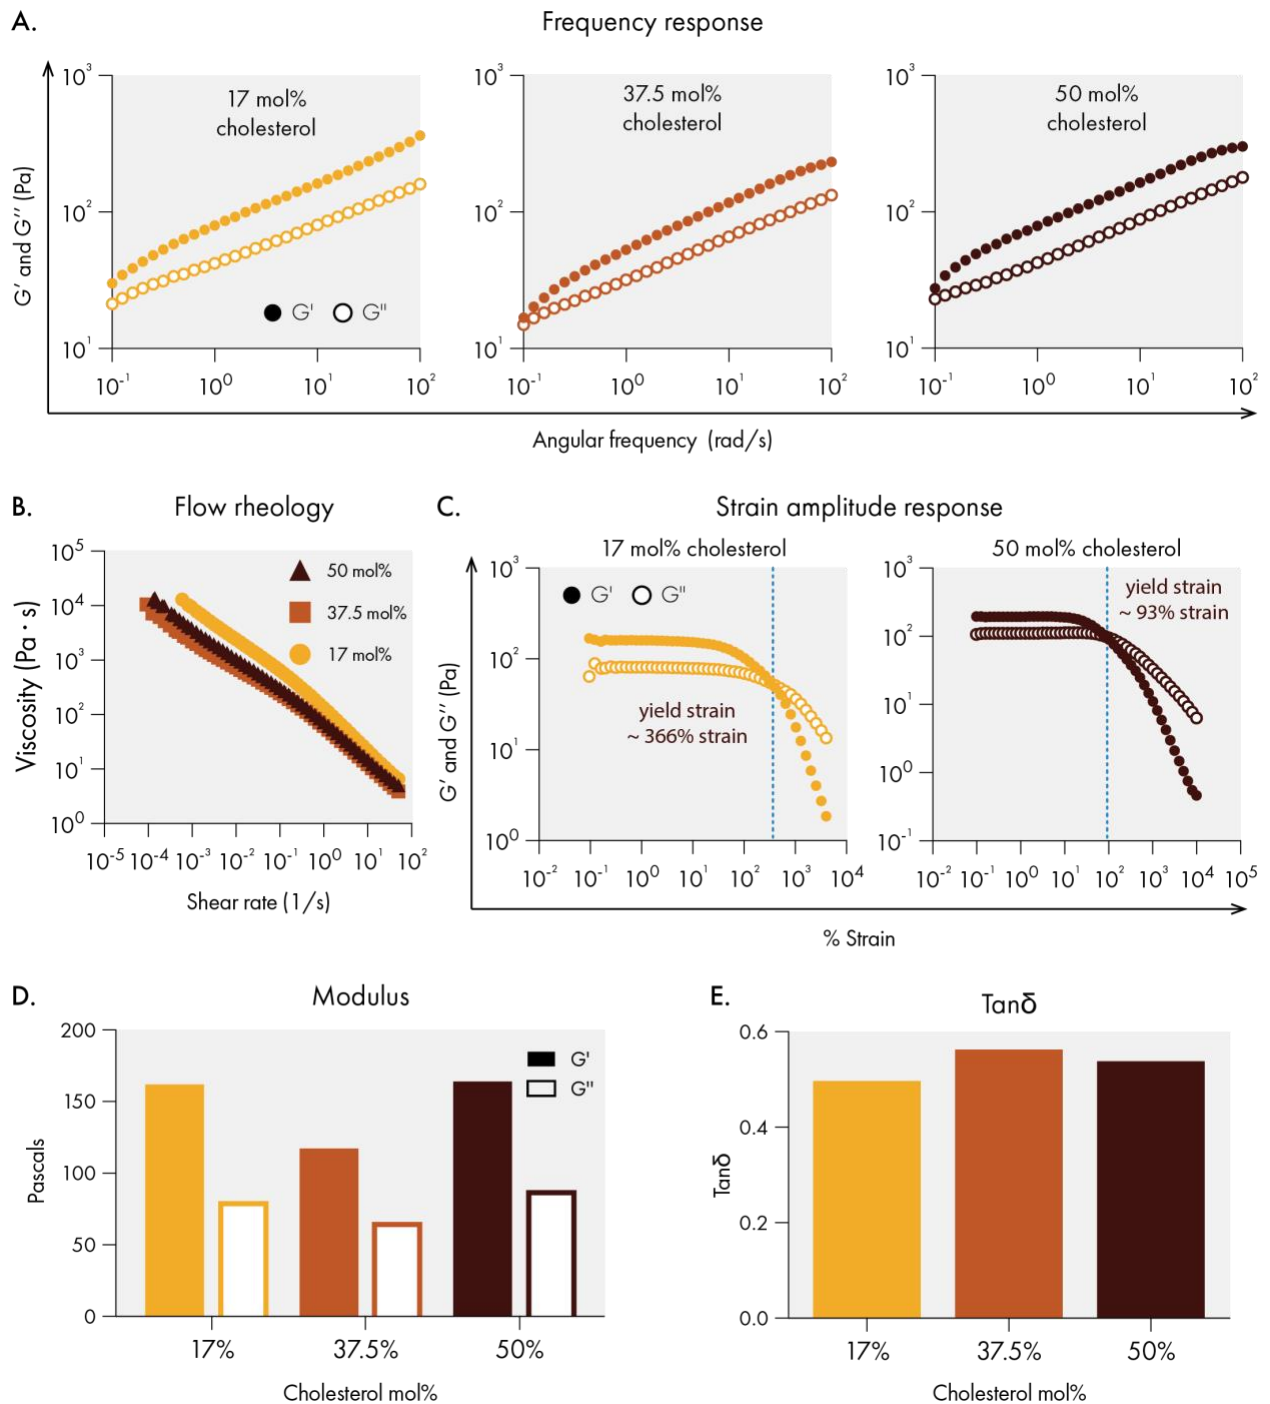 A.
Frequency response
G′ and G″ (Pa)
10³
10²
10¹
17 mol%
cholesterol
G' G"
10⁻¹ 10⁰ 10¹ 10²
10³
10²
10¹
37.5 mol%
cholesterol
10⁻¹ 10⁰ 10¹ 10²
10³
10²
10¹
50 mol%
cholesterol
10⁻¹ 10⁰ 10¹ 10²
Angular frequency (rad/s)
B.
Flow rheology
Viscosity (Pa · s)
10⁵
10⁴
10³
10²
10¹
10⁰
50 mol%
37.5 mol%
17 mol%
10⁻⁵ 10⁻⁴ 10⁻³ 10⁻² 10⁻¹ 10⁰ 10¹ 10²
Shear rate (1/s)
C.
Strain amplitude response
G′ and G″ (Pa)
17 mol% cholesterol
10³
10²
10¹
10⁰
G' G"
yield strain
~ 366% strain
10⁻² 10⁻¹ 10⁰ 10¹ 10² 10³ 10⁴
50 mol% cholesterol
10³
10²
10¹
10⁰
10⁻¹
yield strain
~ 93% strain
10⁻² 10⁻¹ 10⁰ 10¹ 10² 10³ 10⁴ 10⁵
% Strain
D.
Modulus
Pascals
200
150
100
50
0
G'
G"
17% 37.5% 50%
Cholesterol mol%
E.
Tanδ
Tanδ
0.6
0.4
0.2
0.0
17% 37.5% 50%
Cholesterol mol%